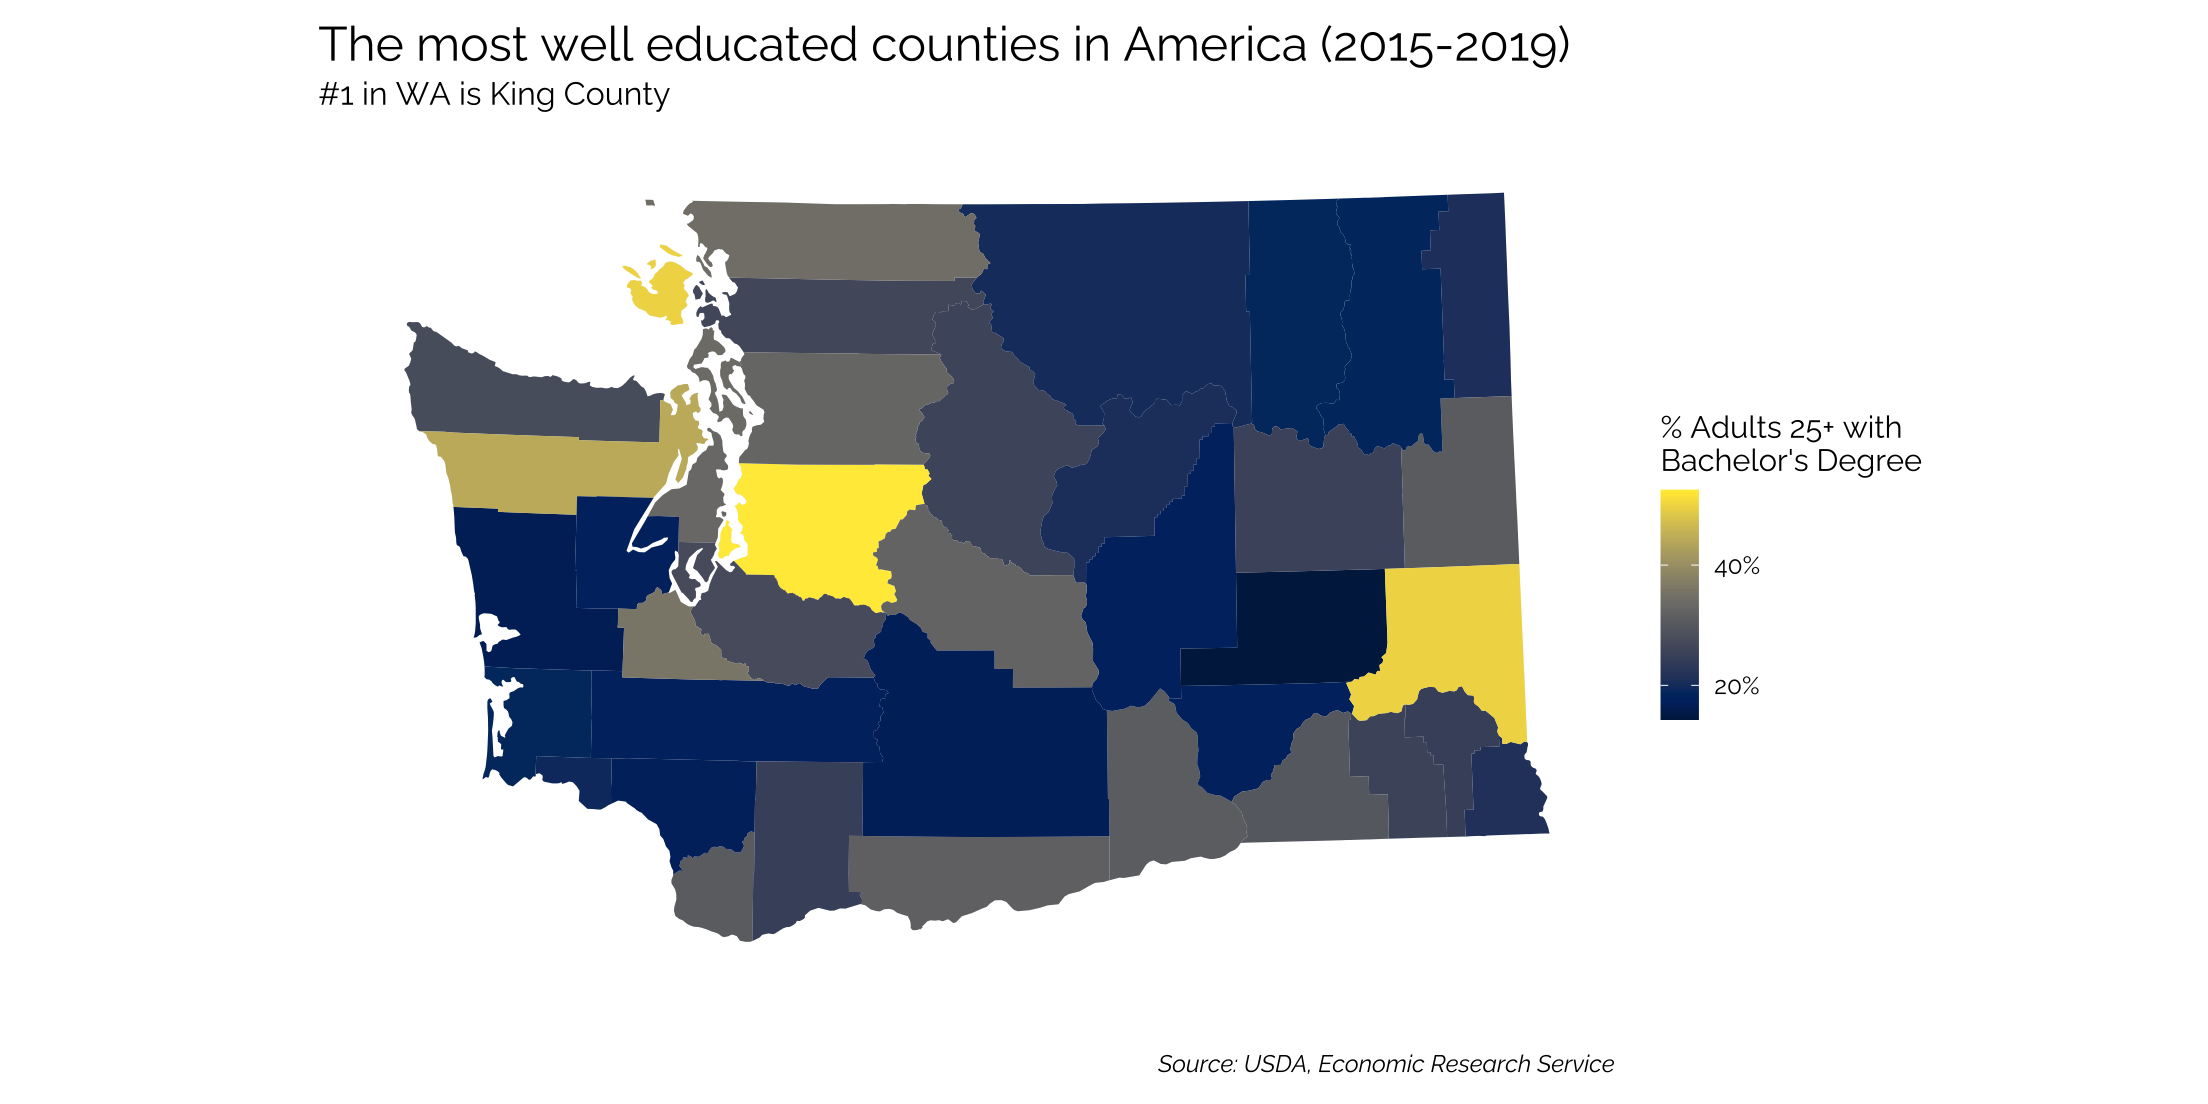 The most well educated counties in America (2015-2019)
#1 in WA is King County
% Adults 25+ with
Bachelor's Degree
40%
20%
Source: USDA, Economic Research Service